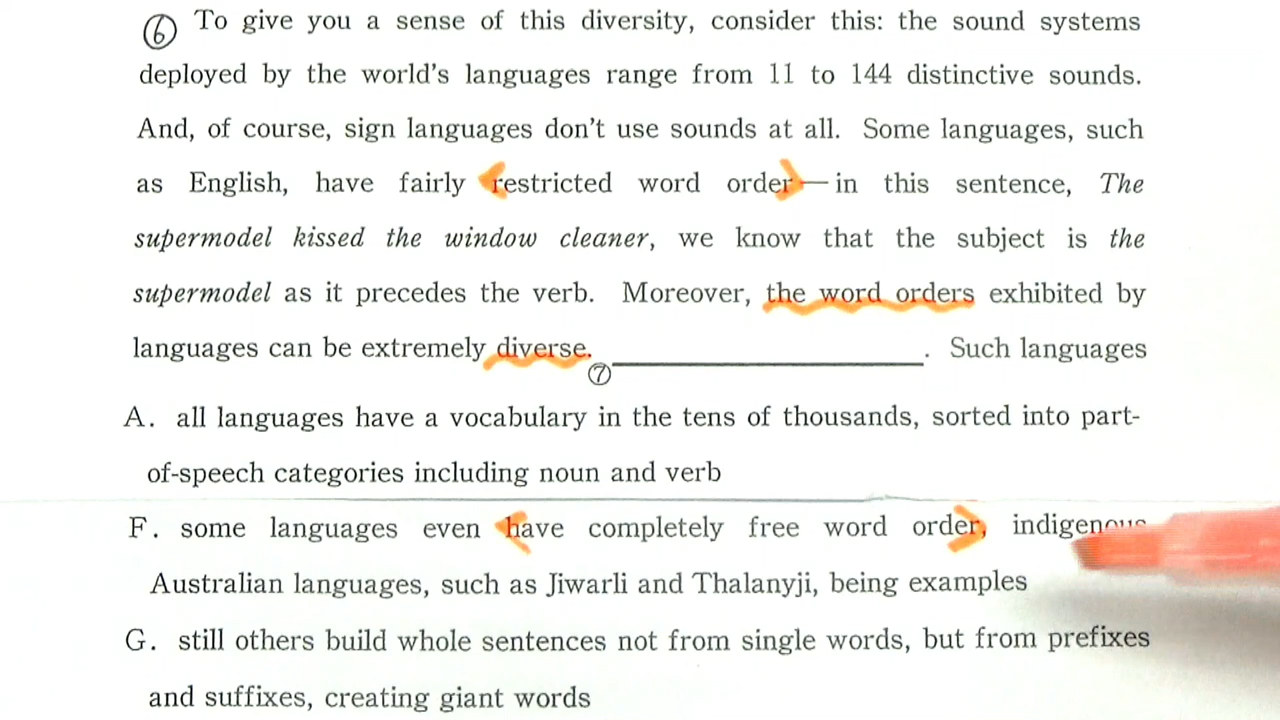 ⑥ To give you a sense of this diversity, consider this: the sound systems
deployed by the world's languages range from 11 to 144 distinctive sounds.
And, of course, sign languages don't use sounds at all. Some languages, such
as English, have fairly restricted word order—in this sentence, The
supermodel kissed the window cleaner, we know that the subject is the
supermodel as it precedes the verb. Moreover, the word orders exhibited by
languages can be extremely diverse. ⑦ ____________________. Such languages
A. all languages have a vocabulary in the tens of thousands, sorted into part-
of-speech categories including noun and verb
F. some languages even have completely free word order, indigenous
Australian languages, such as Jiwarli and Thalanyji, being examples
G. still others build whole sentences not from single words, but from prefixes
and suffixes, creating giant words